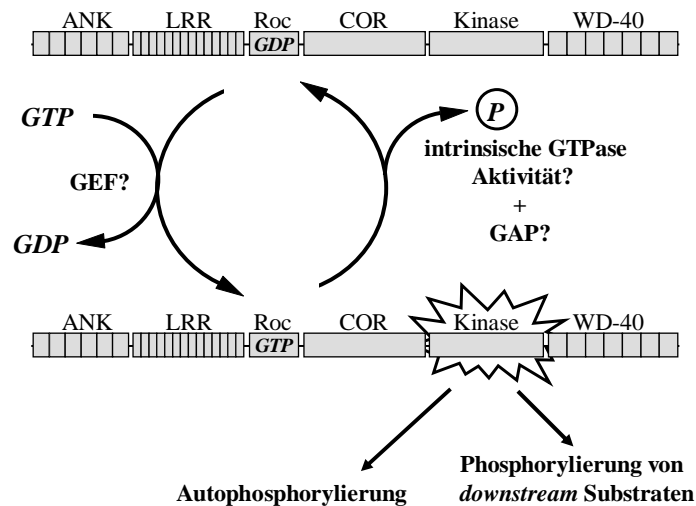 ANK LRR Roc COR Kinase WD-40
GDP
GTP
P
intrinsische GTPase
Aktivität?
+
GAP?
GEF?
GDP
ANK LRR Roc COR Kinase WD-40
GTP
Autophosphorylierung
Phosphorylierung von
downstream Substraten